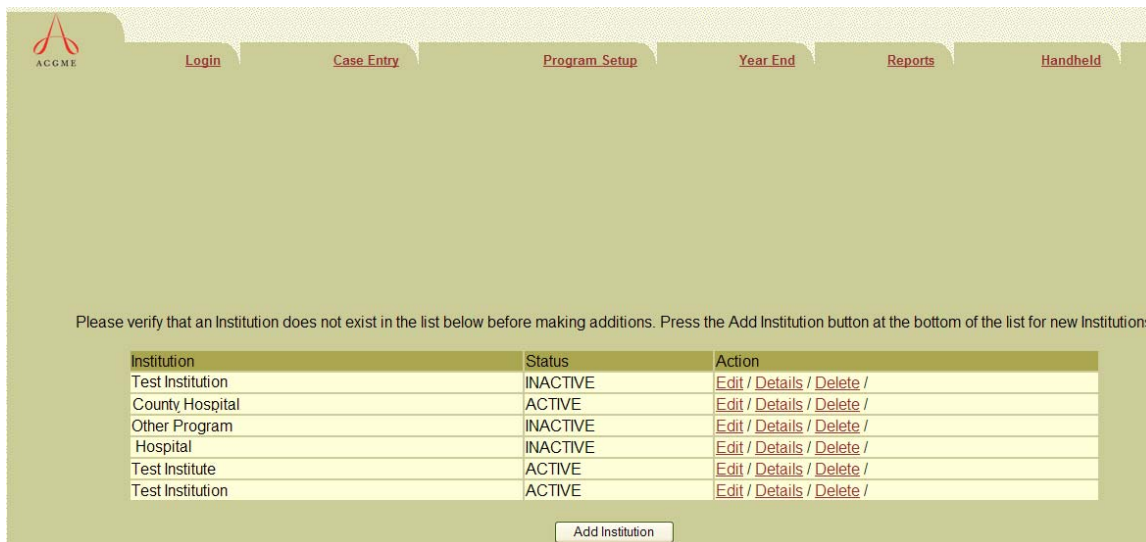 ACGME
Login Case Entry Program Setup Year End Reports Handheld
Please verify that an Institution does not exist in the list below before making additions. Press the Add Institution button at the bottom of the list for new Institutions
Institution Status Action
Test Institution INACTIVE Edit / Details / Delete /
County Hospital ACTIVE Edit / Details / Delete /
Other Program INACTIVE Edit / Details / Delete /
Hospital INACTIVE Edit / Details / Delete /
Test Institute ACTIVE Edit / Details / Delete /
Test Institution ACTIVE Edit / Details / Delete /
Add Institution